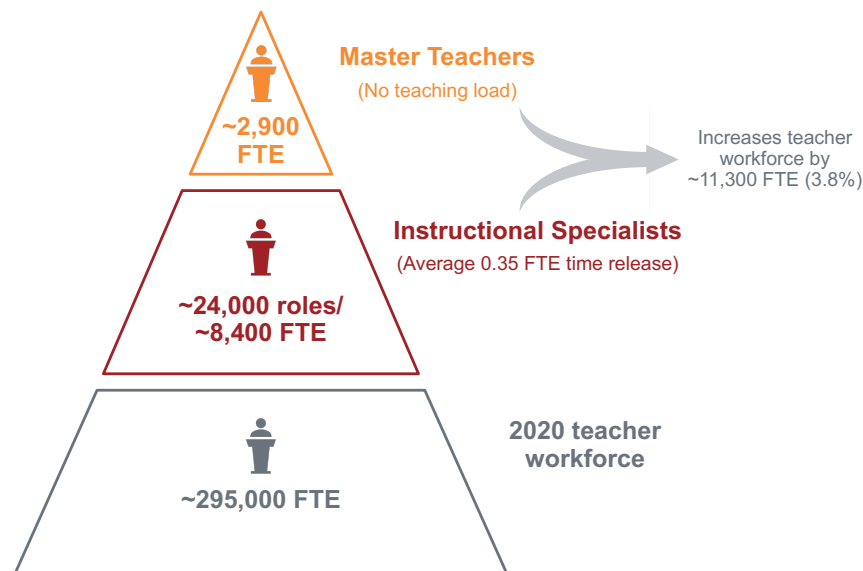 Master Teachers
(No teaching load)
~2,900
FTE
Increases teacher
workforce by
~11,300 FTE (3.8%)
Instructional Specialists
(Average 0.35 FTE time release)
~24,000 roles/
~8,400 FTE
2020 teacher
workforce
~295,000 FTE